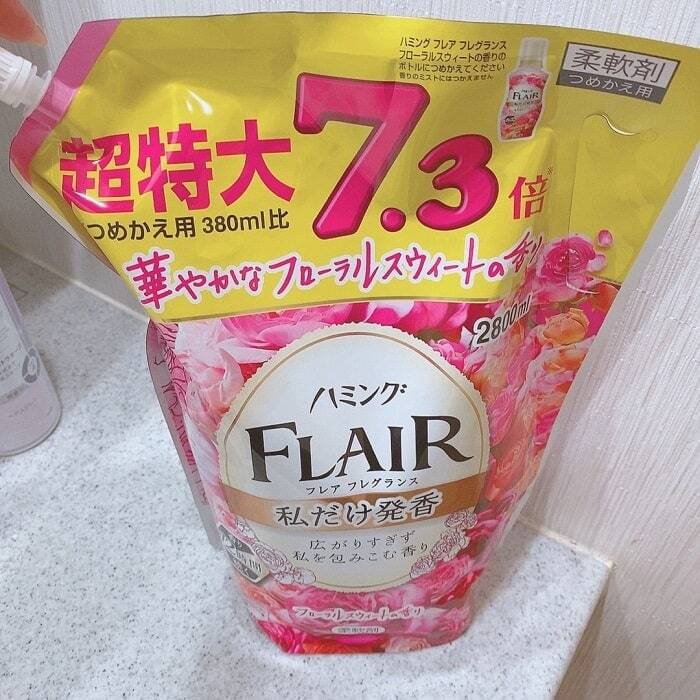 ハミング フレア フレグランス
フローラルスウィートの香りの
ボトルにつめかえてください
香りのミストにはつかえません
柔軟剤
つめかえ用
ハミング
FLAIR
超特大
つめかえ用 380ml比
7.3倍
※
華やかなフローラルスウィートの香り
2800ml
ハミング
FLAIR
フレア フレグランス
私だけ発香
広がりすぎず
私を包みこむ香り
フローラルスウィートの香り
柔軟剤